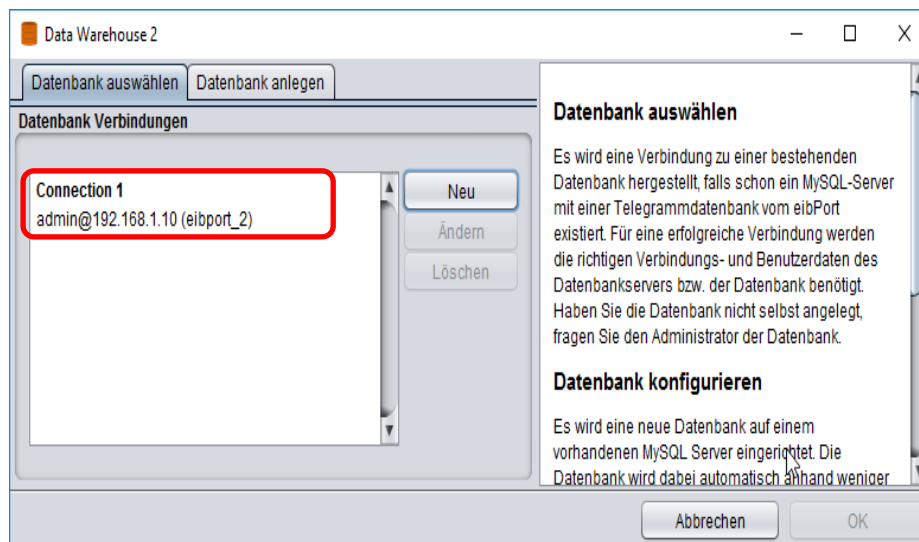 Data Warehouse 2
Datenbank auswählen Datenbank anlegen
Datenbank Verbindungen
Connection 1
admin@192.168.1.10 (eibport_2)
Neu
Ändern
Löschen
Datenbank auswählen
Es wird eine Verbindung zu einer bestehenden
Datenbank hergestellt, falls schon ein MySQL-Server
mit einer Telegrammdatenbank vom eibPort
existiert. Für eine erfolgreiche Verbindung werden
die richtigen Verbindungs- und Benutzerdaten des
Datenbankservers bzw. der Datenbank benötigt.
Haben Sie die Datenbank nicht selbst angelegt,
fragen Sie den Administrator der Datenbank.
Datenbank konfigurieren
Es wird eine neue Datenbank auf einem
vorhandenen MySQL Server eingerichtet. Die
Datenbank wird dabei automatisch anhand weniger
Abbrechen
OK